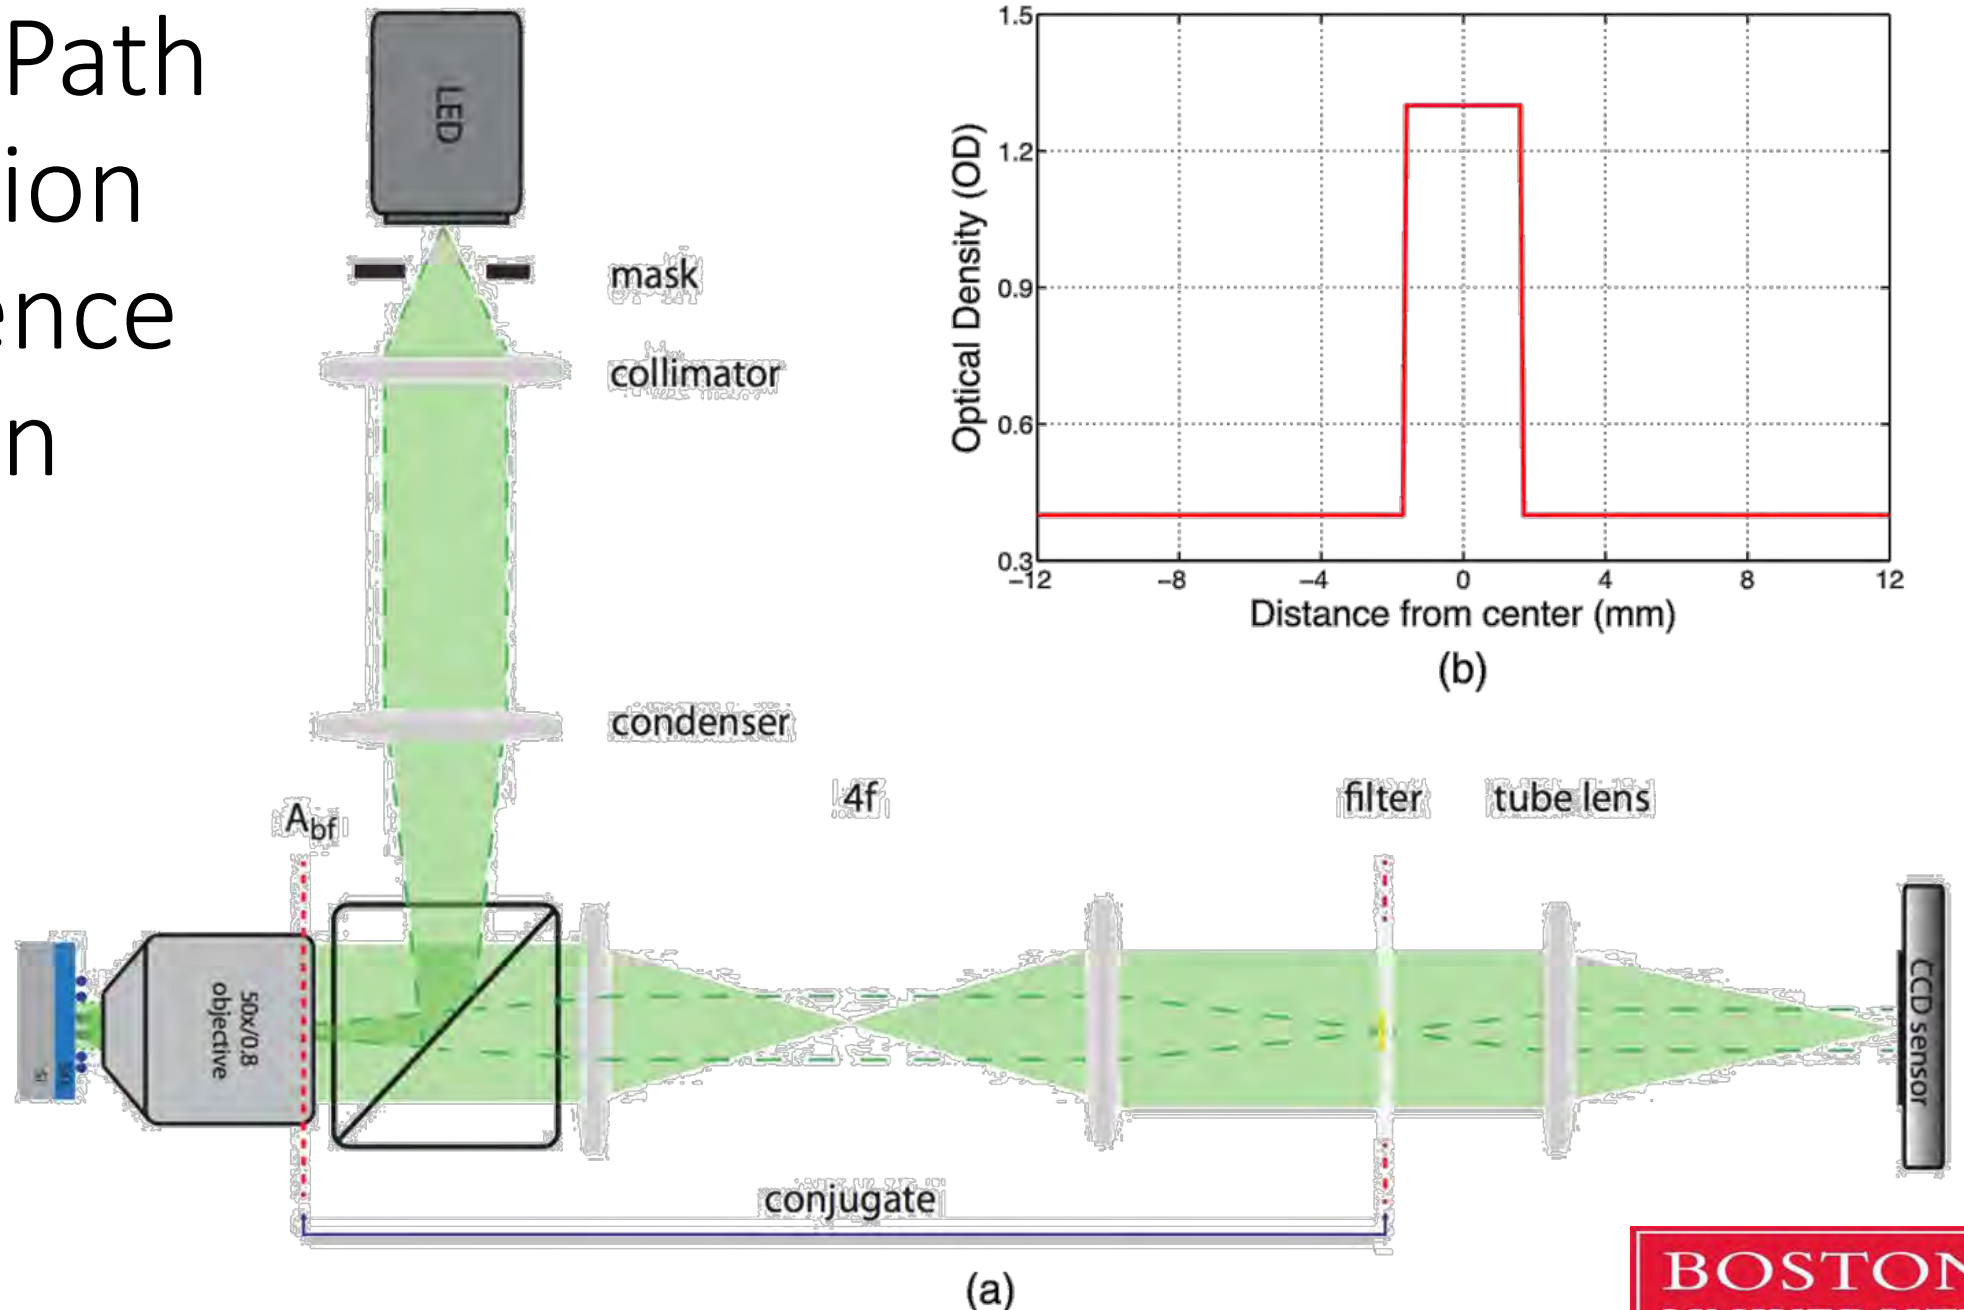 Path
ion
ence
n
LED
mask
collimator
condenser
A_bf
4f
filter
tube lens
50x/0.8
objective
Si
CCD sensor
conjugate
(a)
1.5
1.2
0.9
0.6
0.3
Optical Density (OD)
−12
−8
−4
0
4
8
12
Distance from center (mm)
(b)
BOSTON